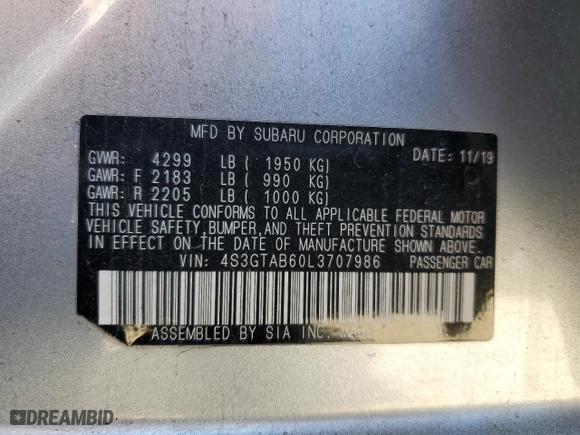 MFD BY SUBARU CORPORATION
GVWR: 4299 LB ( 1950 KG) DATE: 11/19
GAWR: F 2183 LB ( 990 KG)
GAWR: R 2205 LB ( 1000 KG)
THIS VEHICLE CONFORMS TO ALL APPLICABLE FEDERAL MOTOR
VEHICLE SAFETY,BUMPER,AND THEFT PREVENTION STANDARDS
IN EFFECT ON THE DATE OF MANUFACTURE SHOWN ABOVE.
VIN: 4S3GTAB60L3707986 PASSENGER CAR
ASSEMBLED BY SIA INC.
DREAMBID